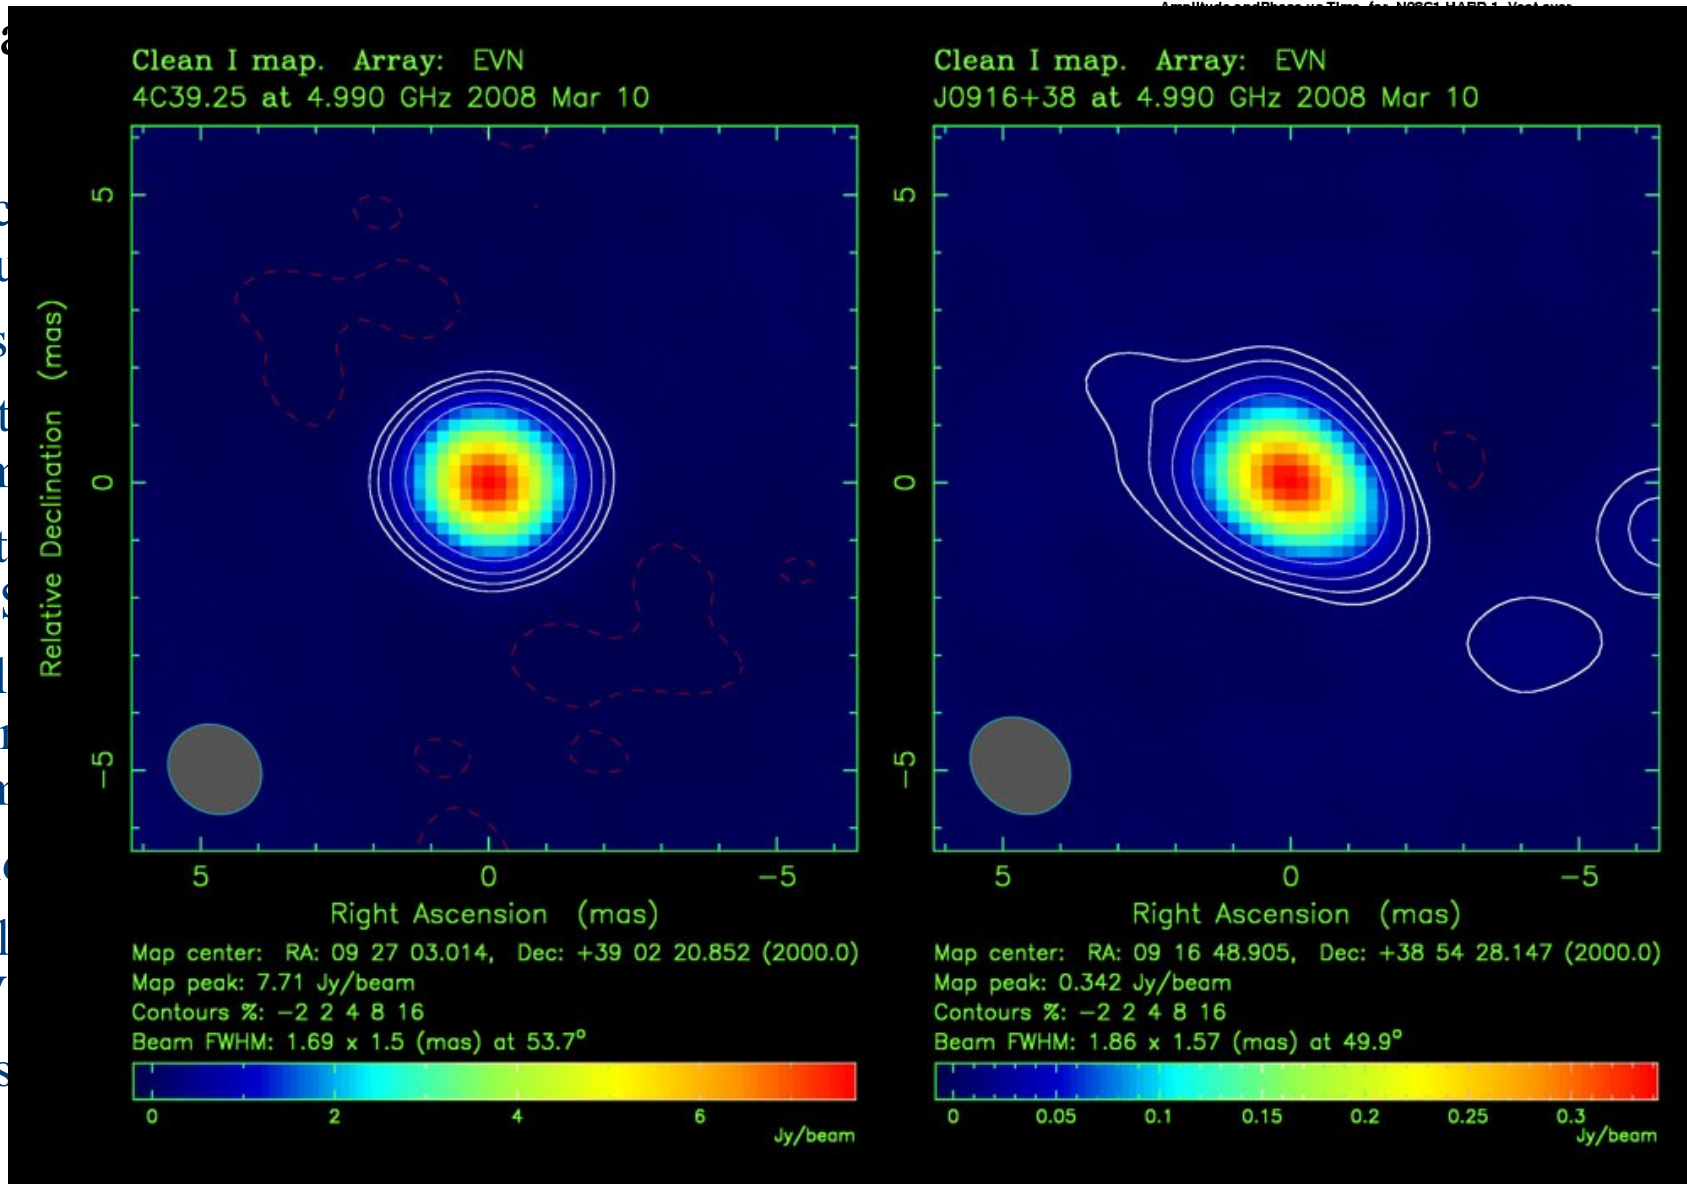 Clean I map. Array: EVN
4C39.25 at 4.990 GHz 2008 Mar 10
5
0
−5
Relative Declination (mas)
5 0 −5
Right Ascension (mas)
Map center: RA: 09 27 03.014, Dec: +39 02 20.852 (2000.0)
Map peak: 7.71 Jy/beam
Contours %: −2 2 4 8 16
Beam FWHM: 1.69 x 1.5 (mas) at 53.7°
0 2 4 6
Jy/beam
Clean I map. Array: EVN
J0916+38 at 4.990 GHz 2008 Mar 10
5
0
−5
5 0 −5
Right Ascension (mas)
Map center: RA: 09 16 48.905, Dec: +38 54 28.147 (2000.0)
Map peak: 0.342 Jy/beam
Contours %: −2 2 4 8 16
Beam FWHM: 1.86 x 1.57 (mas) at 49.9°
0 0.05 0.1 0.15 0.2 0.25 0.3
Jy/beam